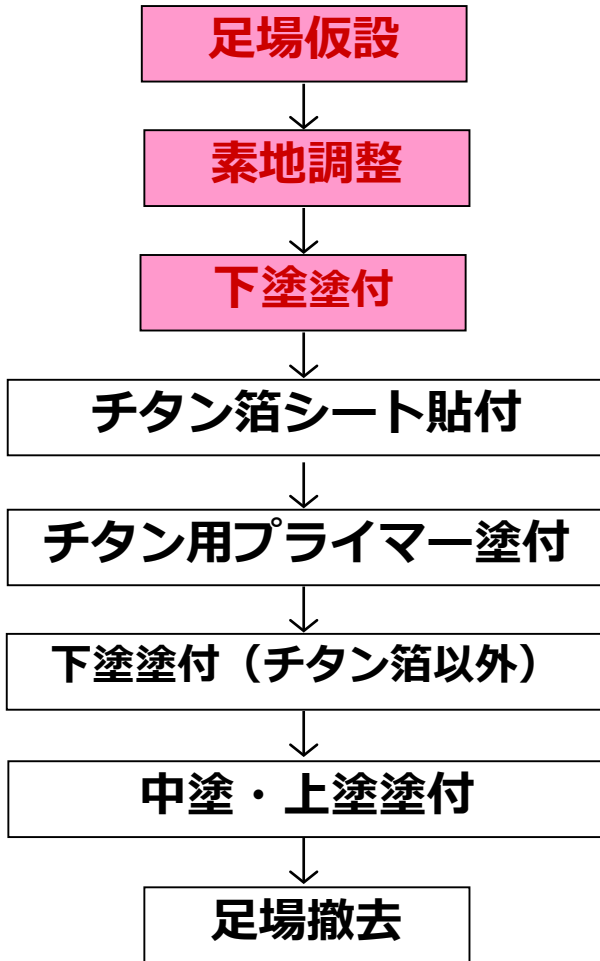 足場仮設
素地調整
下塗塗付
チタン箔シート貼付
チタン用プライマー塗付
下塗塗付（チタン箔以外）
中塗・上塗塗付
足場撤去